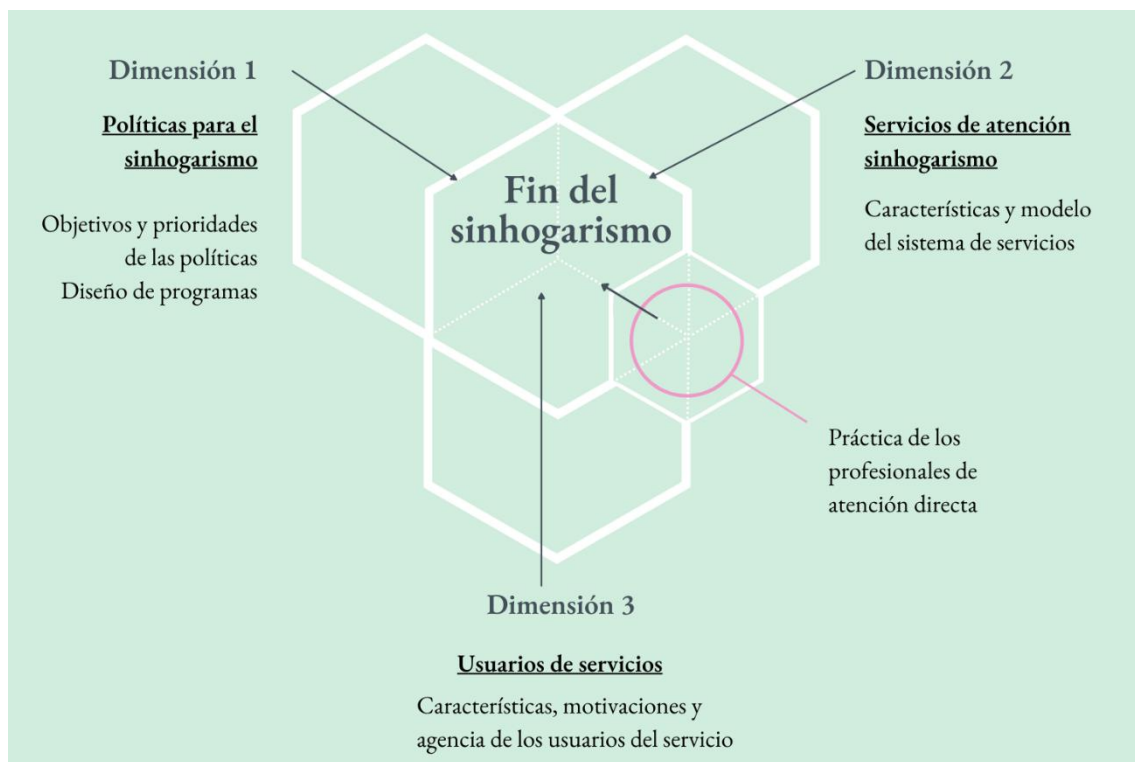 Dimensión 1
Políticas para el
sinhogarismo
Objetivos y prioridades
de las políticas
Diseño de programas
Dimensión 2
Servicios de atención
sinhogarismo
Características y modelo
del sistema de servicios
Fin del
sinhogarismo
Práctica de los
profesionales de
atención directa
Dimensión 3
Usuarios de servicios
Características, motivaciones y
agencia de los usuarios del servicio